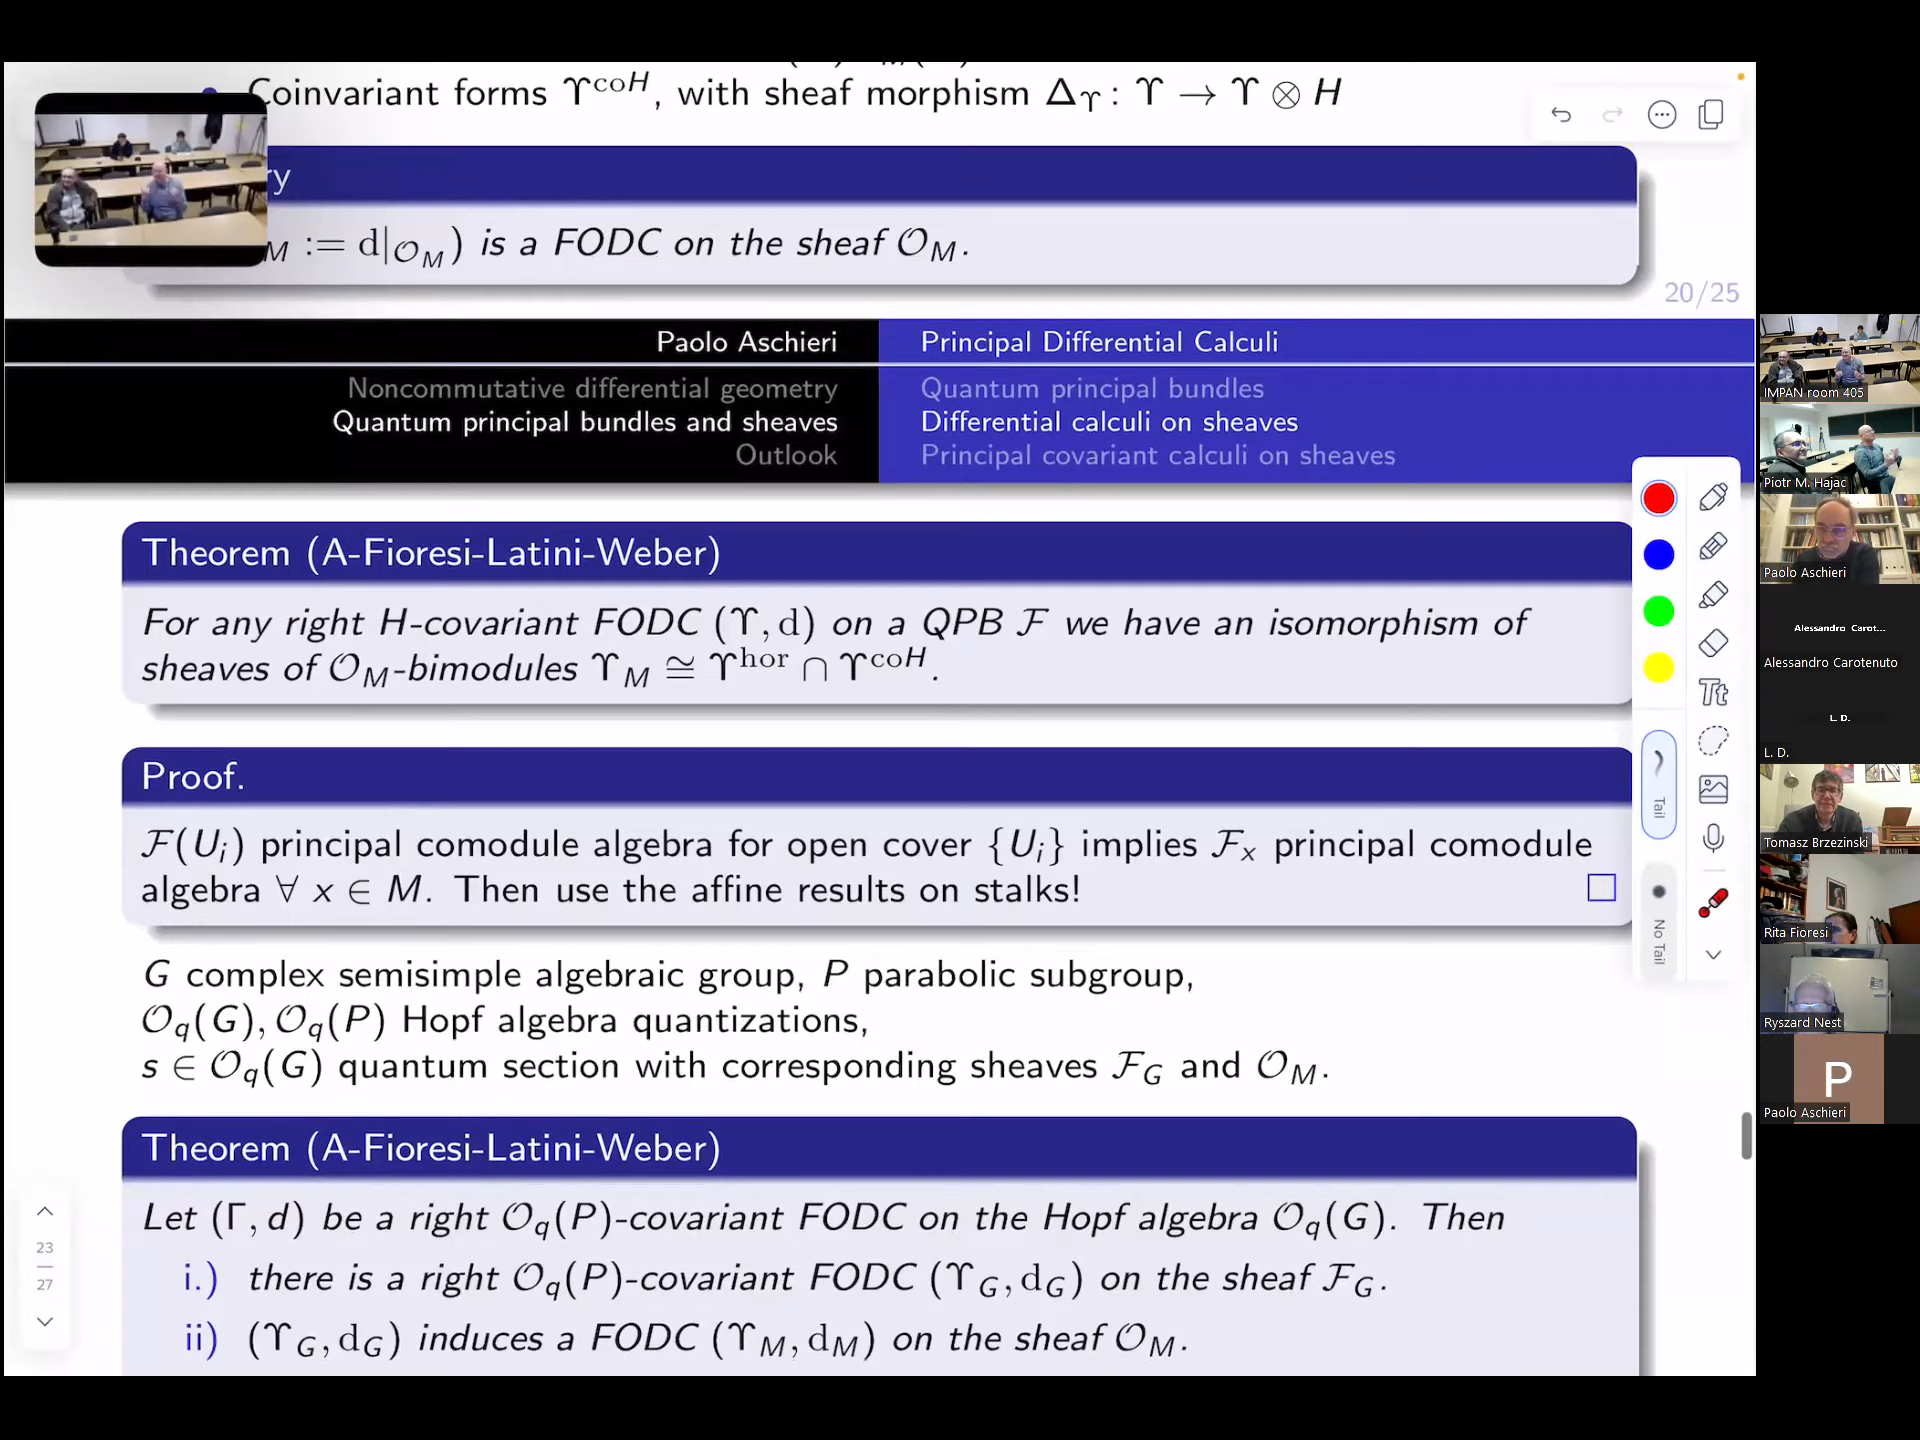 Coinvariant forms ϒ^coH, with sheaf morphism Δ_ϒ : ϒ → ϒ ⊗ H
ry
M := d|_𝒪_M) is a FODC on the sheaf 𝒪_M.
20/25
Paolo Aschieri
Principal Differential Calculi
Noncommutative differential geometry
Quantum principal bundles and sheaves
Outlook
Quantum principal bundles
Differential calculi on sheaves
Principal covariant calculi on sheaves
Theorem (A-Fioresi-Latini-Weber)
For any right H-covariant FODC (ϒ, d) on a QPB ℱ we have an isomorphism of
sheaves of 𝒪_M-bimodules ϒ_M ≅ ϒ^hor ∩ ϒ^coH.
Proof.
ℱ(U_i) principal comodule algebra for open cover {U_i} implies ℱ_x principal comodule
algebra ∀ x ∈ M. Then use the affine results on stalks!
G complex semisimple algebraic group, P parabolic subgroup,
𝒪_q(G), 𝒪_q(P) Hopf algebra quantizations,
s ∈ 𝒪_q(G) quantum section with corresponding sheaves ℱ_G and 𝒪_M.
Theorem (A-Fioresi-Latini-Weber)
Let (Γ, d) be a right 𝒪_q(P)-covariant FODC on the Hopf algebra 𝒪_q(G). Then
i.) there is a right 𝒪_q(P)-covariant FODC (ϒ_G, d_G) on the sheaf ℱ_G.
ii) (ϒ_G, d_G) induces a FODC (ϒ_M, d_M) on the sheaf 𝒪_M.
23
27
Tt
Tail
No Tail
IMPAN room 405
Piotr M. Hajac
Paolo Aschieri
Alessandro Carot...
Alessandro Carotenuto
L. D.
L. D.
Tomasz Brzezinski
Rita Fioresi
Ryszard Nest
P
Paolo Aschieri